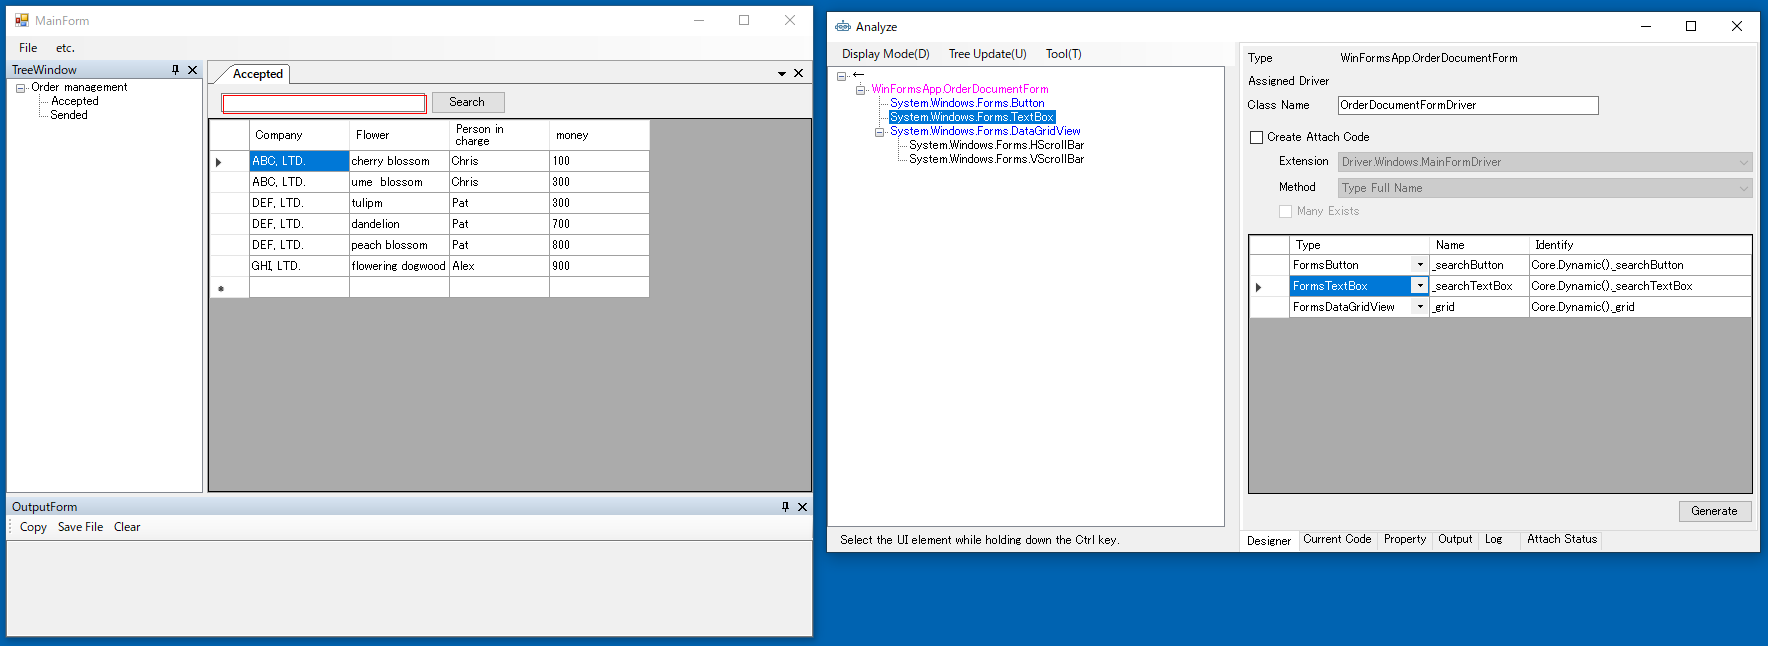 MainForm
File etc.
TreeWindow
Order management
Accepted
Sended
Accepted
Search
Company Flower Person in charge money
ABC, LTD. cherry blossom Chris 100
ABC, LTD. ume blossom Chris 300
DEF, LTD. tulipm Pat 300
DEF, LTD. dandelion Pat 700
DEF, LTD. peach blossom Pat 800
GHI, LTD. flowering dogwood Alex 900
*
OutputForm
Copy Save File Clear
Analyze
Display Mode(D) Tree Update(U) Tool(T)
←
WinFormsApp.OrderDocumentForm
System.Windows.Forms.Button
System.Windows.Forms.TextBox
System.Windows.Forms.DataGridView
System.Windows.Forms.HScrollBar
System.Windows.Forms.VScrollBar
Select the UI element while holding down the Ctrl key.
Type WinFormsApp.OrderDocumentForm
Assigned Driver
Class Name OrderDocumentFormDriver
Create Attach Code
Extension Driver.Windows.MainFormDriver
Method Type Full Name
Many Exists
Type Name Identify
FormsButton _searchButton Core.Dynamic()._searchButton
FormsTextBox _searchTextBox Core.Dynamic()._searchTextBox
FormsDataGridView _grid Core.Dynamic()._grid
Generate
Designer Current Code Property Output Log Attach Status